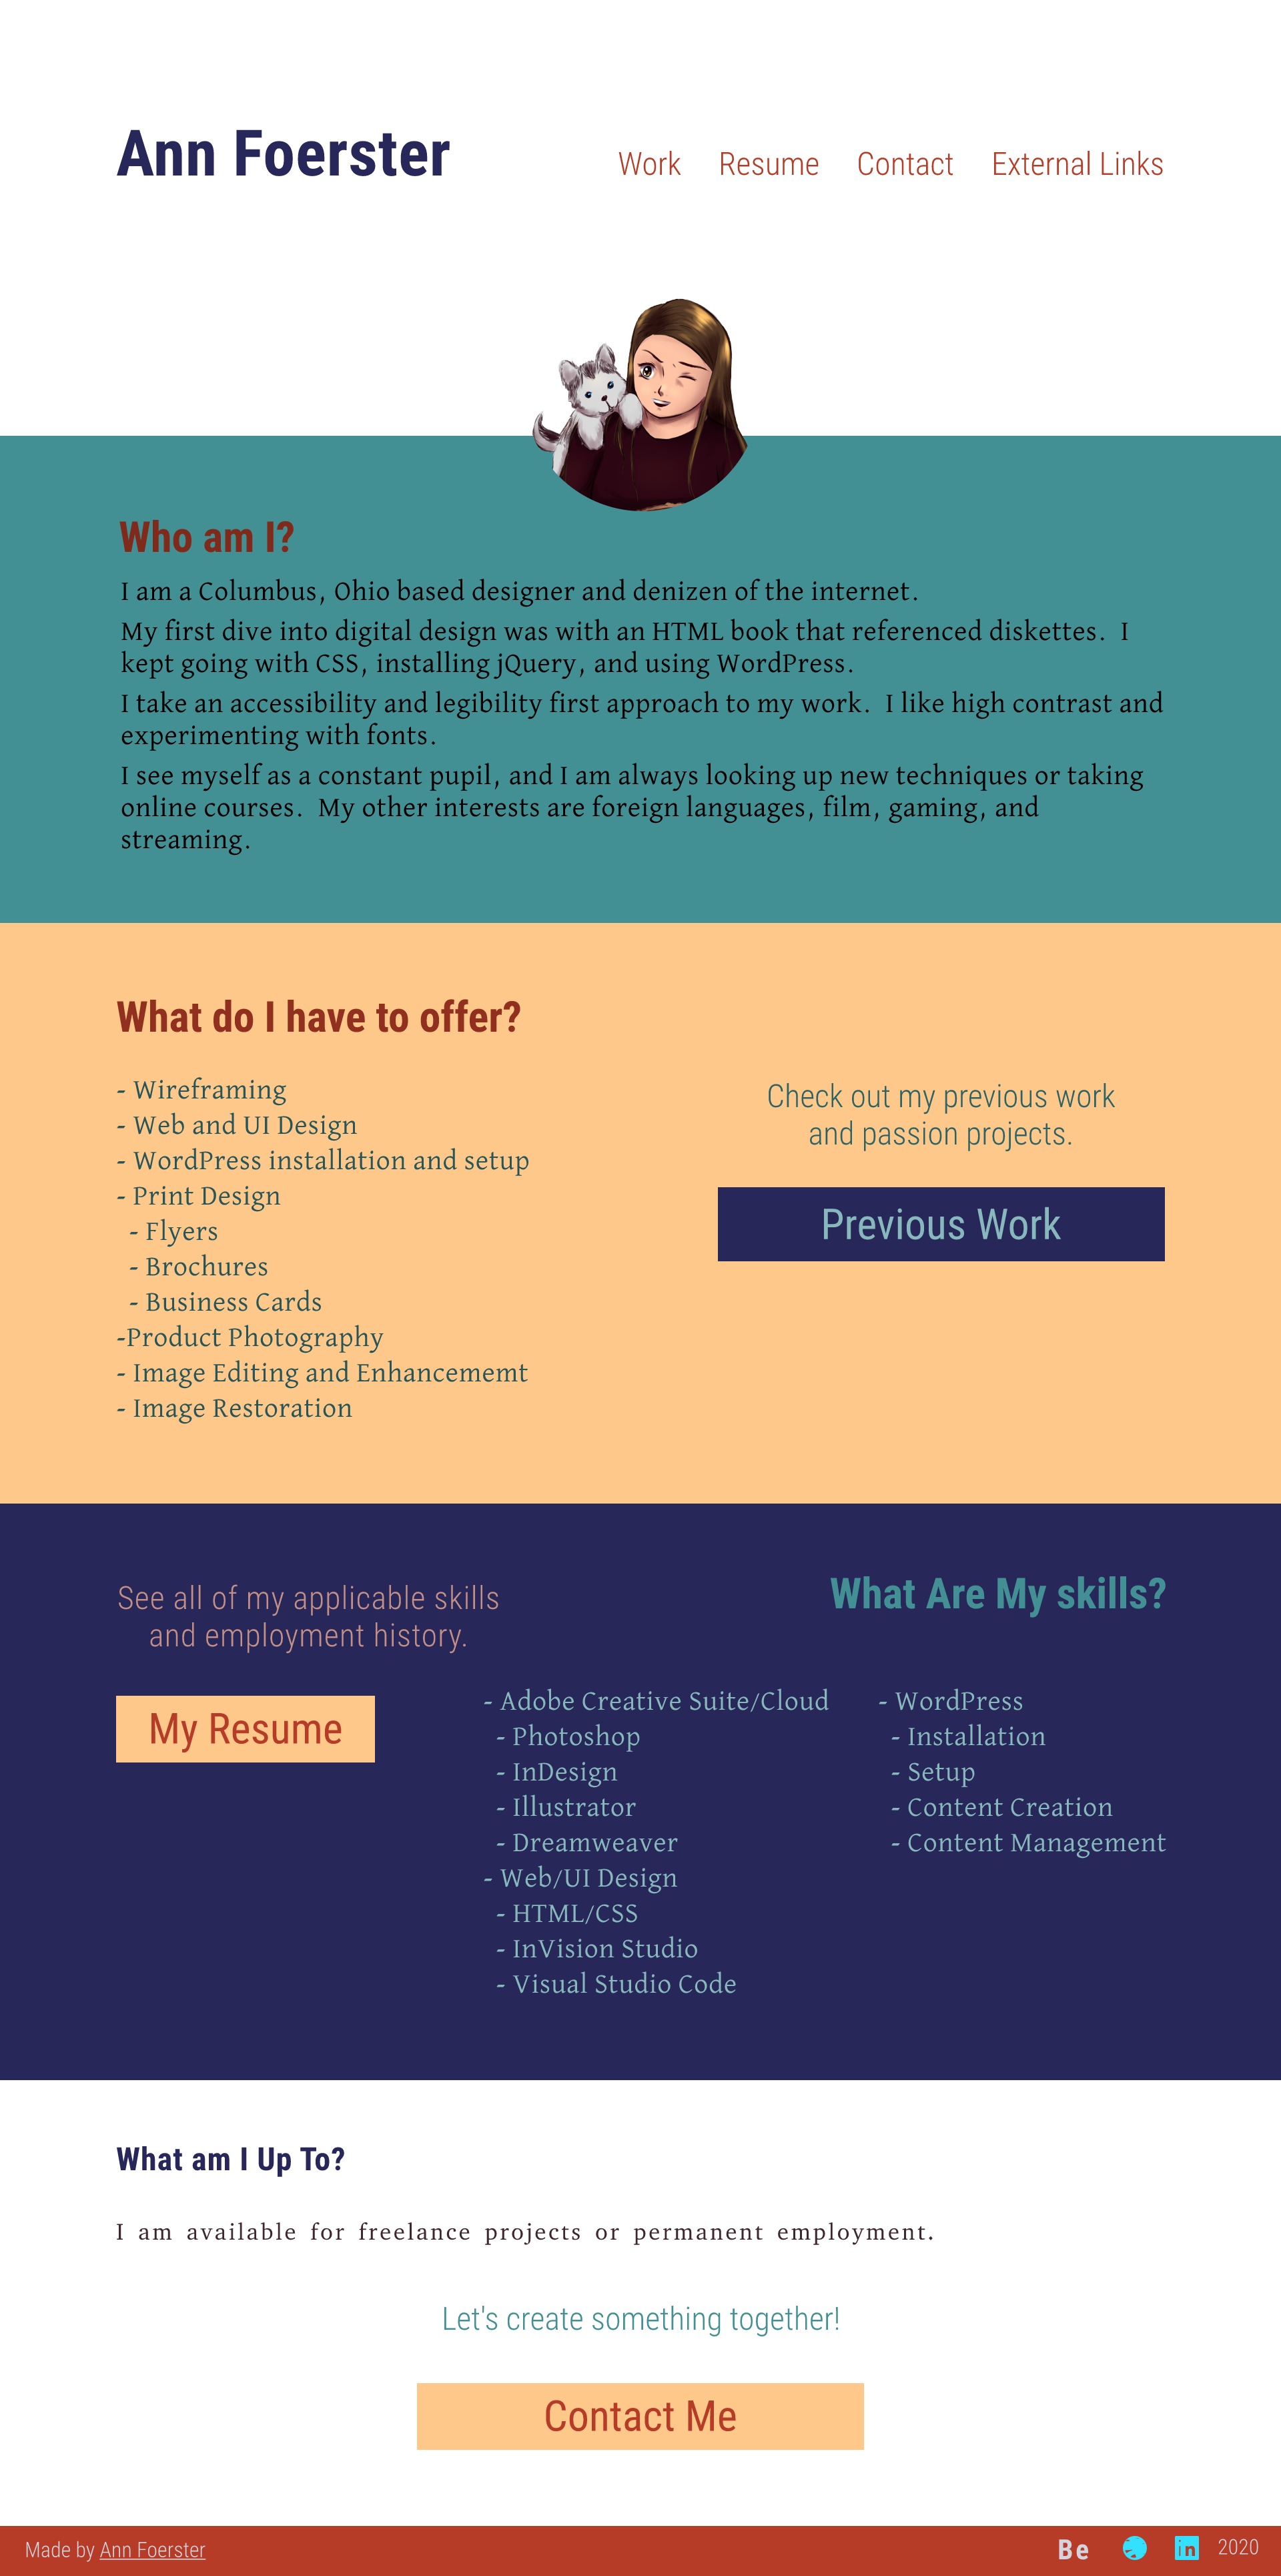 Ann Foerster
Work Resume Contact External Links
Who am I?
I am a Columbus, Ohio based designer and denizen of the internet.
My first dive into digital design was with an HTML book that referenced diskettes.  I
kept going with CSS, installing jQuery, and using WordPress.
I take an accessibility and legibility first approach to my work.  I like high contrast and
experimenting with fonts.
I see myself as a constant pupil, and I am always looking up new techniques or taking
online courses.  My other interests are foreign languages, film, gaming, and
streaming.
What do I have to offer?
- Wireframing
- Web and UI Design
- WordPress installation and setup
- Print Design
- Flyers
- Brochures
- Business Cards
-Product Photography
- Image Editing and Enhancememt
- Image Restoration
Check out my previous work
and passion projects.
Previous Work
See all of my applicable skills
and employment history.
My Resume
What Are My skills?
- Adobe Creative Suite/Cloud
- Photoshop
- InDesign
- Illustrator
- Dreamweaver
- Web/UI Design
- HTML/CSS
- InVision Studio
- Visual Studio Code
- WordPress
- Installation
- Setup
- Content Creation
- Content Management
What am I Up To?
I am available for freelance projects or permanent employment.
Let's create something together!
Contact Me
Made by Ann Foerster
Be in 2020